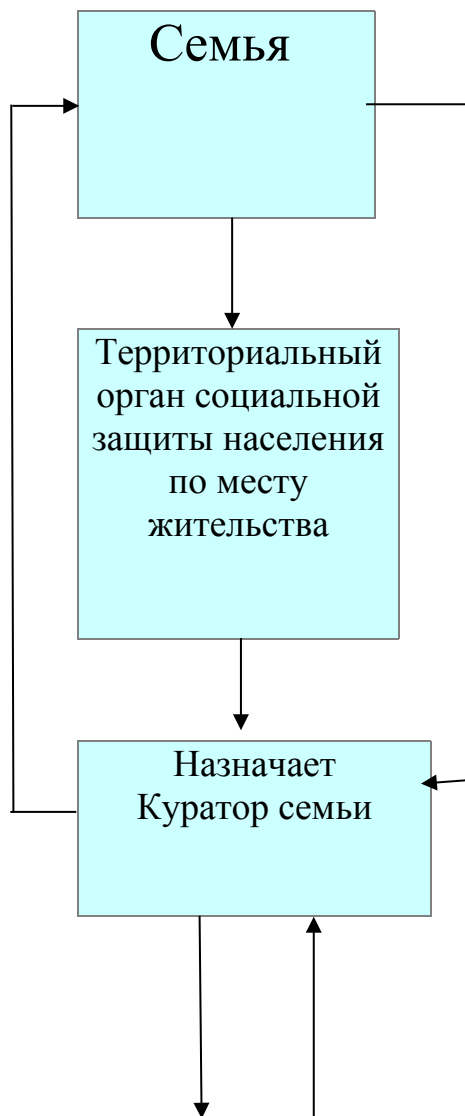 Семья
Территориальный
орган социальной
защиты населения
по месту
жительства
Назначает
Куратор семьи